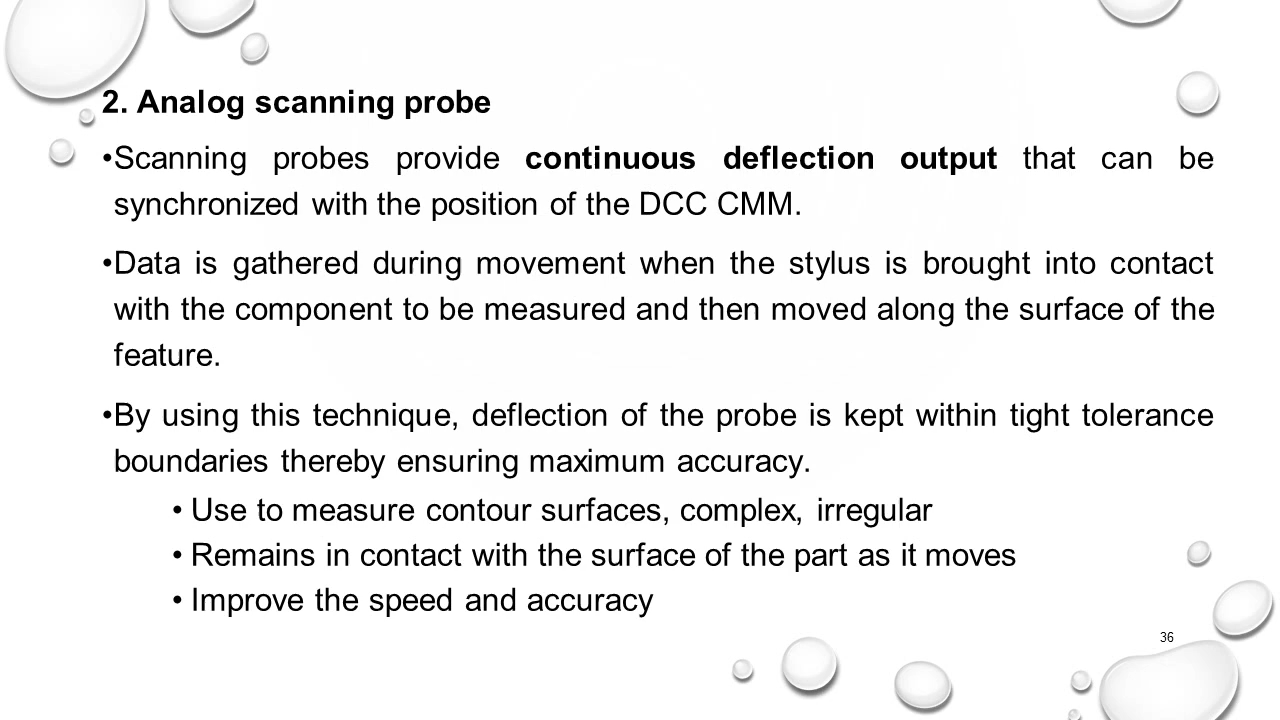 2. Analog scanning probe
•Scanning probes provide continuous deflection output that can be
synchronized with the position of the DCC CMM.
•Data is gathered during movement when the stylus is brought into contact
with the component to be measured and then moved along the surface of the
feature.
•By using this technique, deflection of the probe is kept within tight tolerance
boundaries thereby ensuring maximum accuracy.
• Use to measure contour surfaces, complex, irregular
• Remains in contact with the surface of the part as it moves
• Improve the speed and accuracy
36